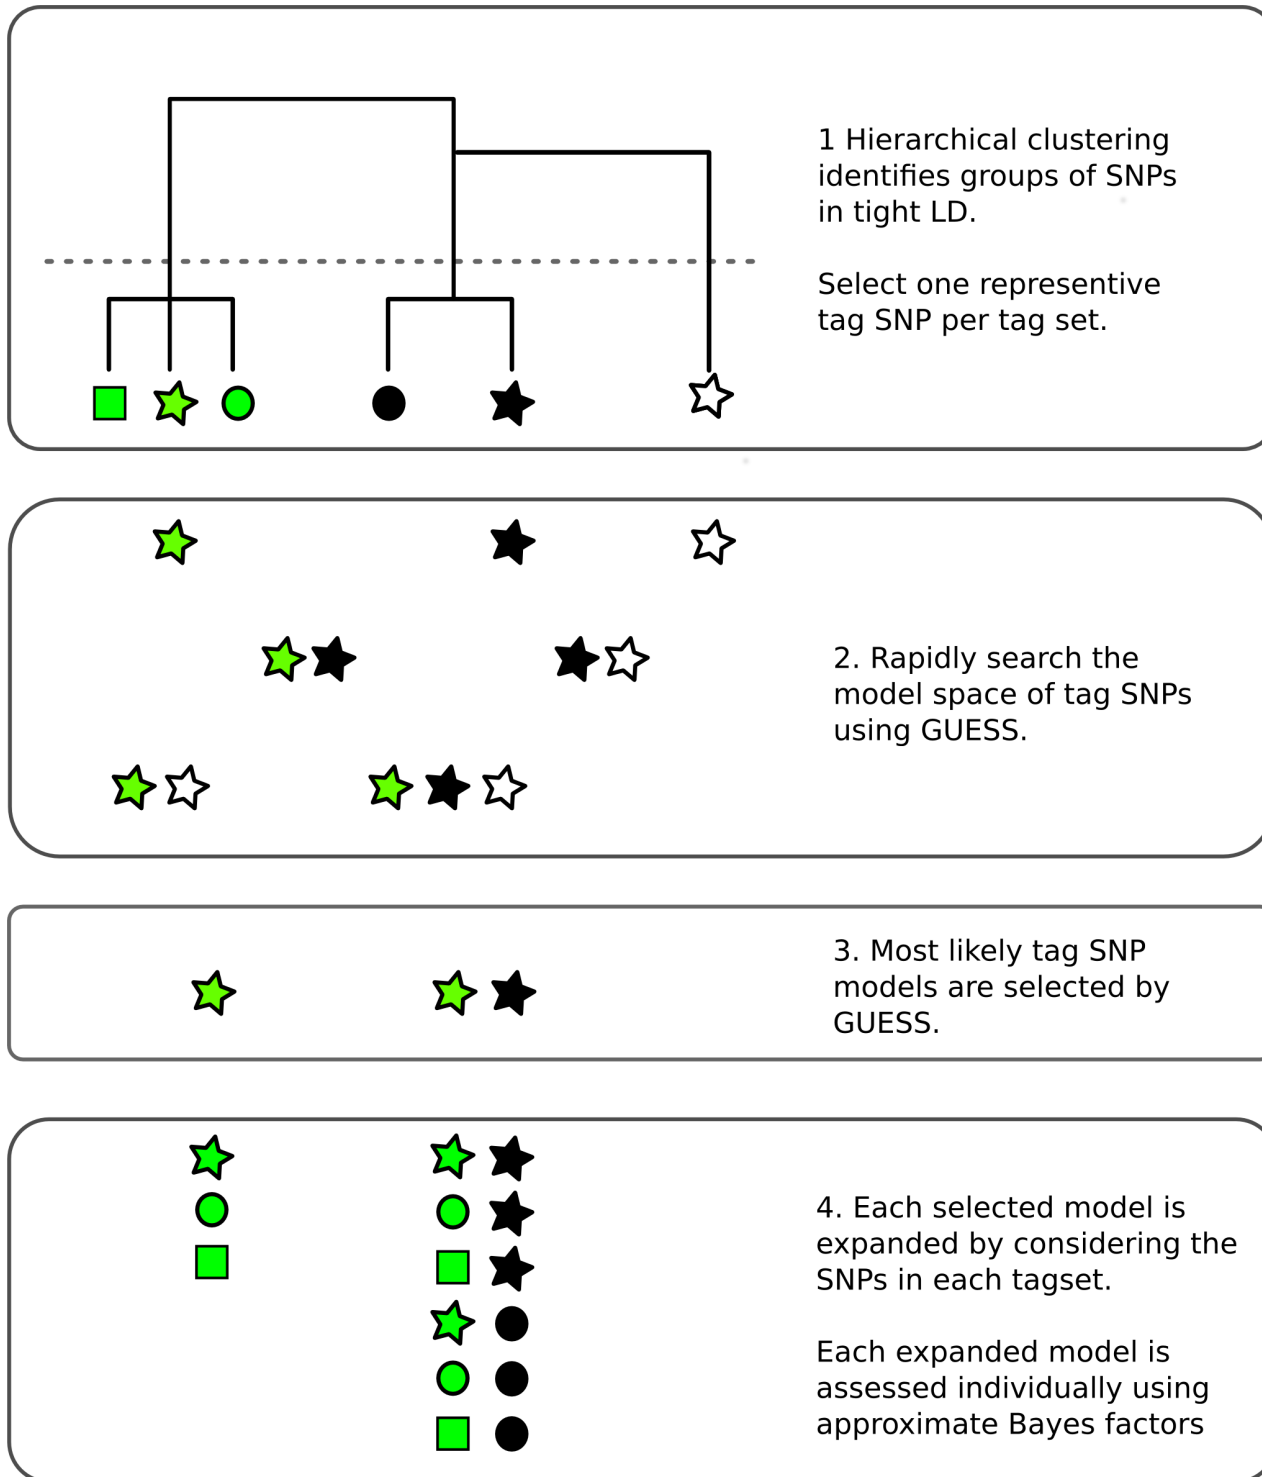 1 Hierarchical clustering
identifies groups of SNPs
in tight LD.
Select one representive
tag SNP per tag set.
2. Rapidly search the
model space of tag SNPs
using GUESS.
3. Most likely tag SNP
models are selected by
GUESS.
4. Each selected model is
expanded by considering the
SNPs in each tagset.
Each expanded model is
assessed individually using
approximate Bayes factors